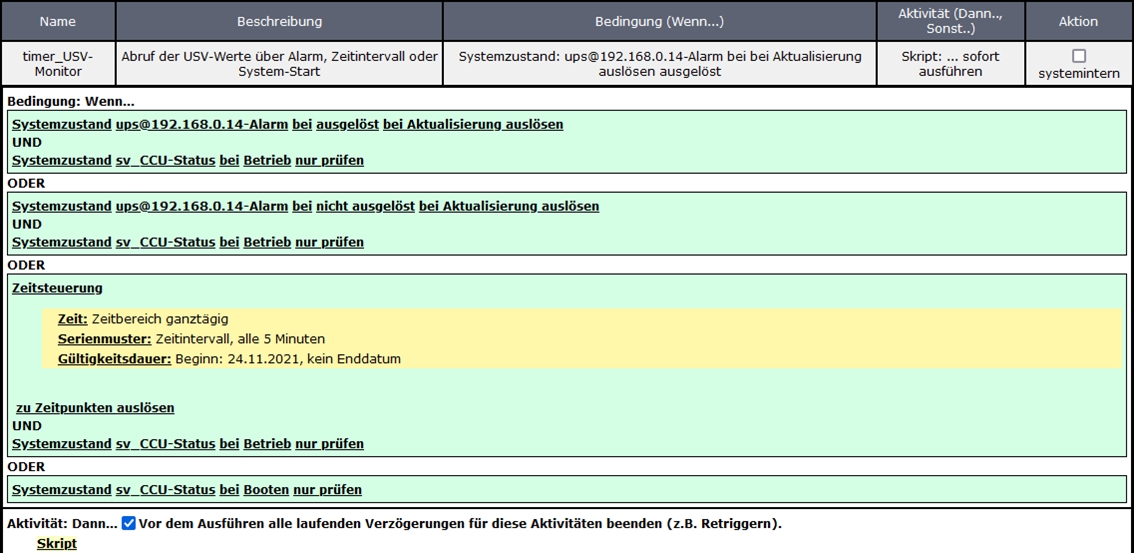 Name Beschreibung Bedingung (Wenn...) Aktivität (Dann.., Sonst..) Aktion
timer_USV-Monitor Abruf der USV-Werte über Alarm, Zeitintervall oder System-Start Systemzustand: ups@192.168.0.14-Alarm bei bei Aktualisierung auslösen ausgelöst Skript: ... sofort ausführen systemintern
Bedingung: Wenn...
Systemzustand ups@192.168.0.14-Alarm bei ausgelöst bei Aktualisierung auslösen
UND
Systemzustand sv_CCU-Status bei Betrieb nur prüfen
ODER
Systemzustand ups@192.168.0.14-Alarm bei nicht ausgelöst bei Aktualisierung auslösen
UND
Systemzustand sv_CCU-Status bei Betrieb nur prüfen
ODER
Zeitsteuerung
Zeit: Zeitbereich ganztägig
Serienmuster: Zeitintervall, alle 5 Minuten
Gültigkeitsdauer: Beginn: 24.11.2021, kein Enddatum
zu Zeitpunkten auslösen
UND
Systemzustand sv_CCU-Status bei Betrieb nur prüfen
ODER
Systemzustand sv_CCU-Status bei Booten nur prüfen
Aktivität: Dann... Vor dem Ausführen alle laufenden Verzögerungen für diese Aktivitäten beenden (z.B. Retriggern).
Skript